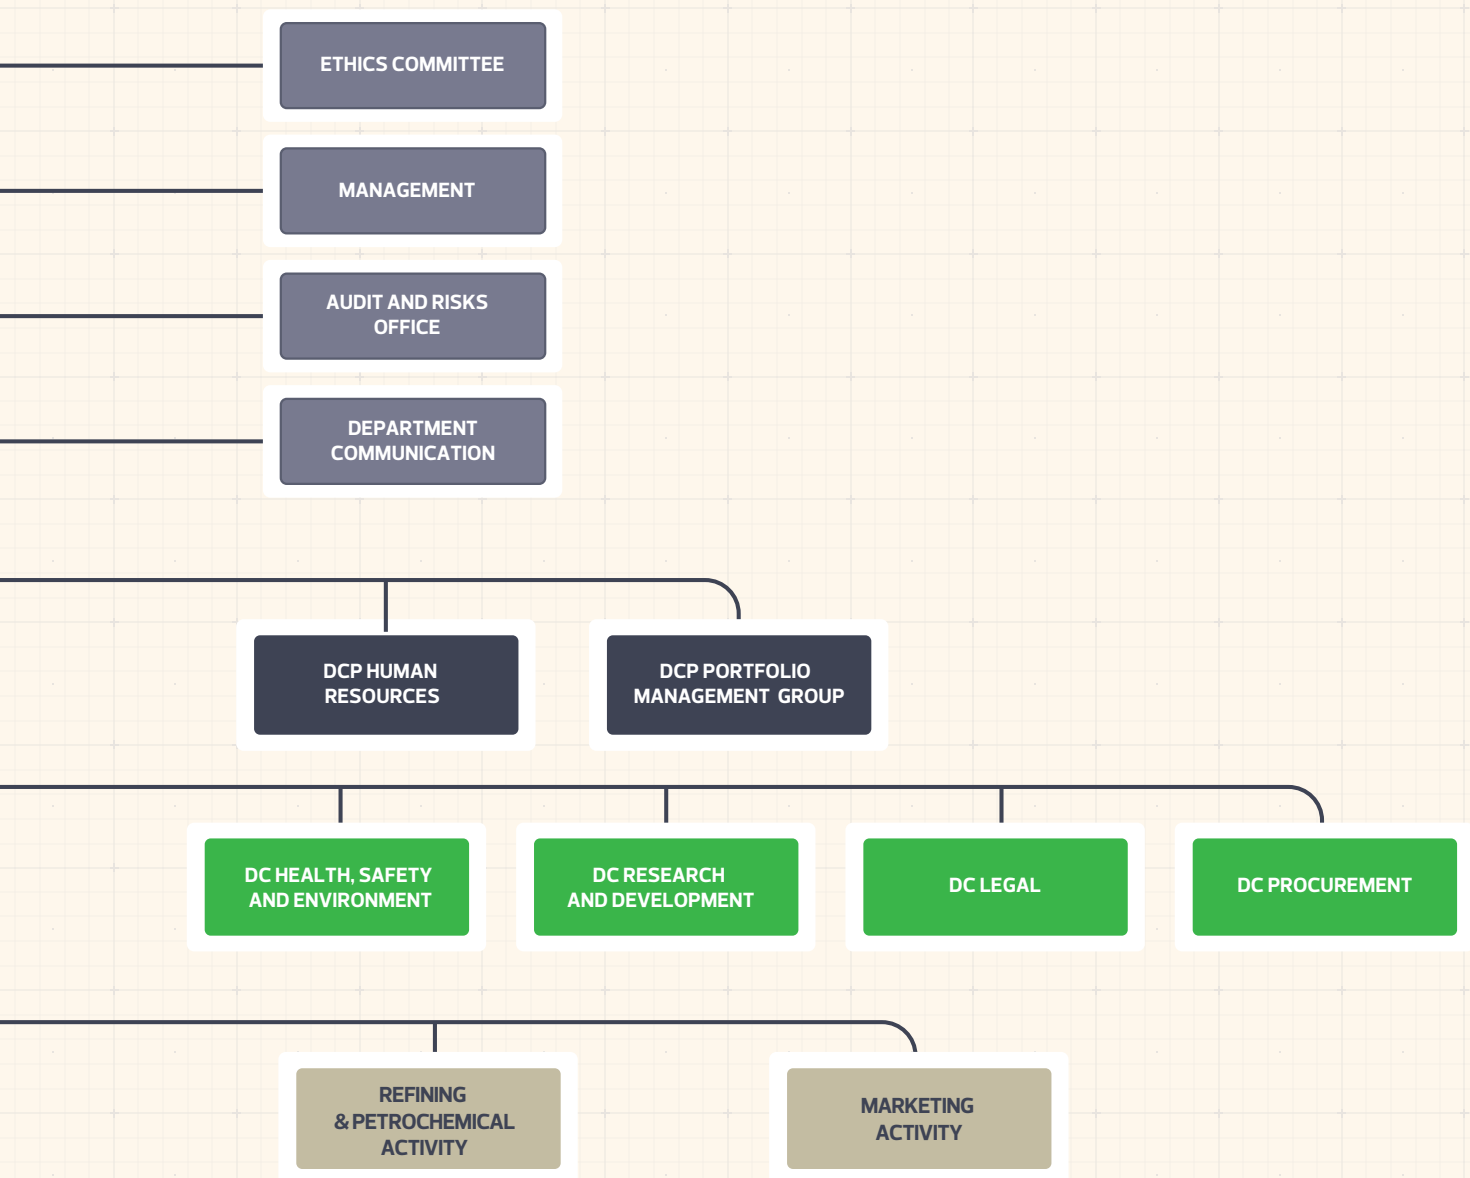 ETHICS COMMITTEE
MANAGEMENT
AUDIT AND RISKS
OFFICE
DEPARTMENT
COMMUNICATION
DCP HUMAN
RESOURCES
DCP PORTFOLIO
MANAGEMENT GROUP
DC HEALTH, SAFETY
AND ENVIRONMENT
DC RESEARCH
AND DEVELOPMENT
DC LEGAL
DC PROCUREMENT
REFINING
& PETROCHEMICAL
ACTIVITY
MARKETING
ACTIVITY